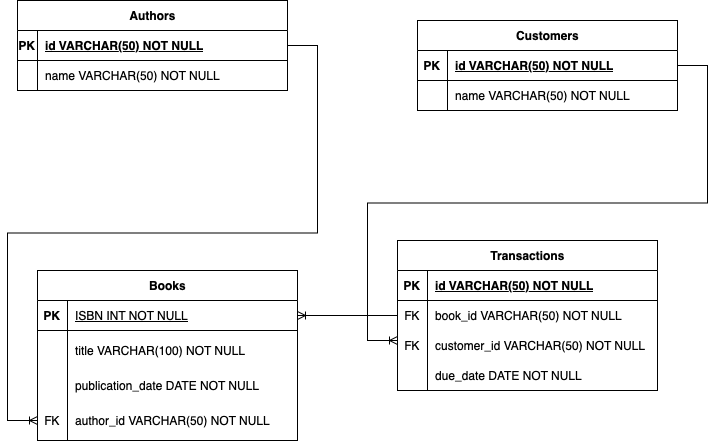 Authors
PK id VARCHAR(50) NOT NULL
name VARCHAR(50) NOT NULL
Customers
PK id VARCHAR(50) NOT NULL
name VARCHAR(50) NOT NULL
Books
PK ISBN INT NOT NULL
title VARCHAR(100) NOT NULL
publication_date DATE NOT NULL
FK author_id VARCHAR(50) NOT NULL
Transactions
PK id VARCHAR(50) NOT NULL
FK book_id VARCHAR(50) NOT NULL
FK customer_id VARCHAR(50) NOT NULL
due_date DATE NOT NULL